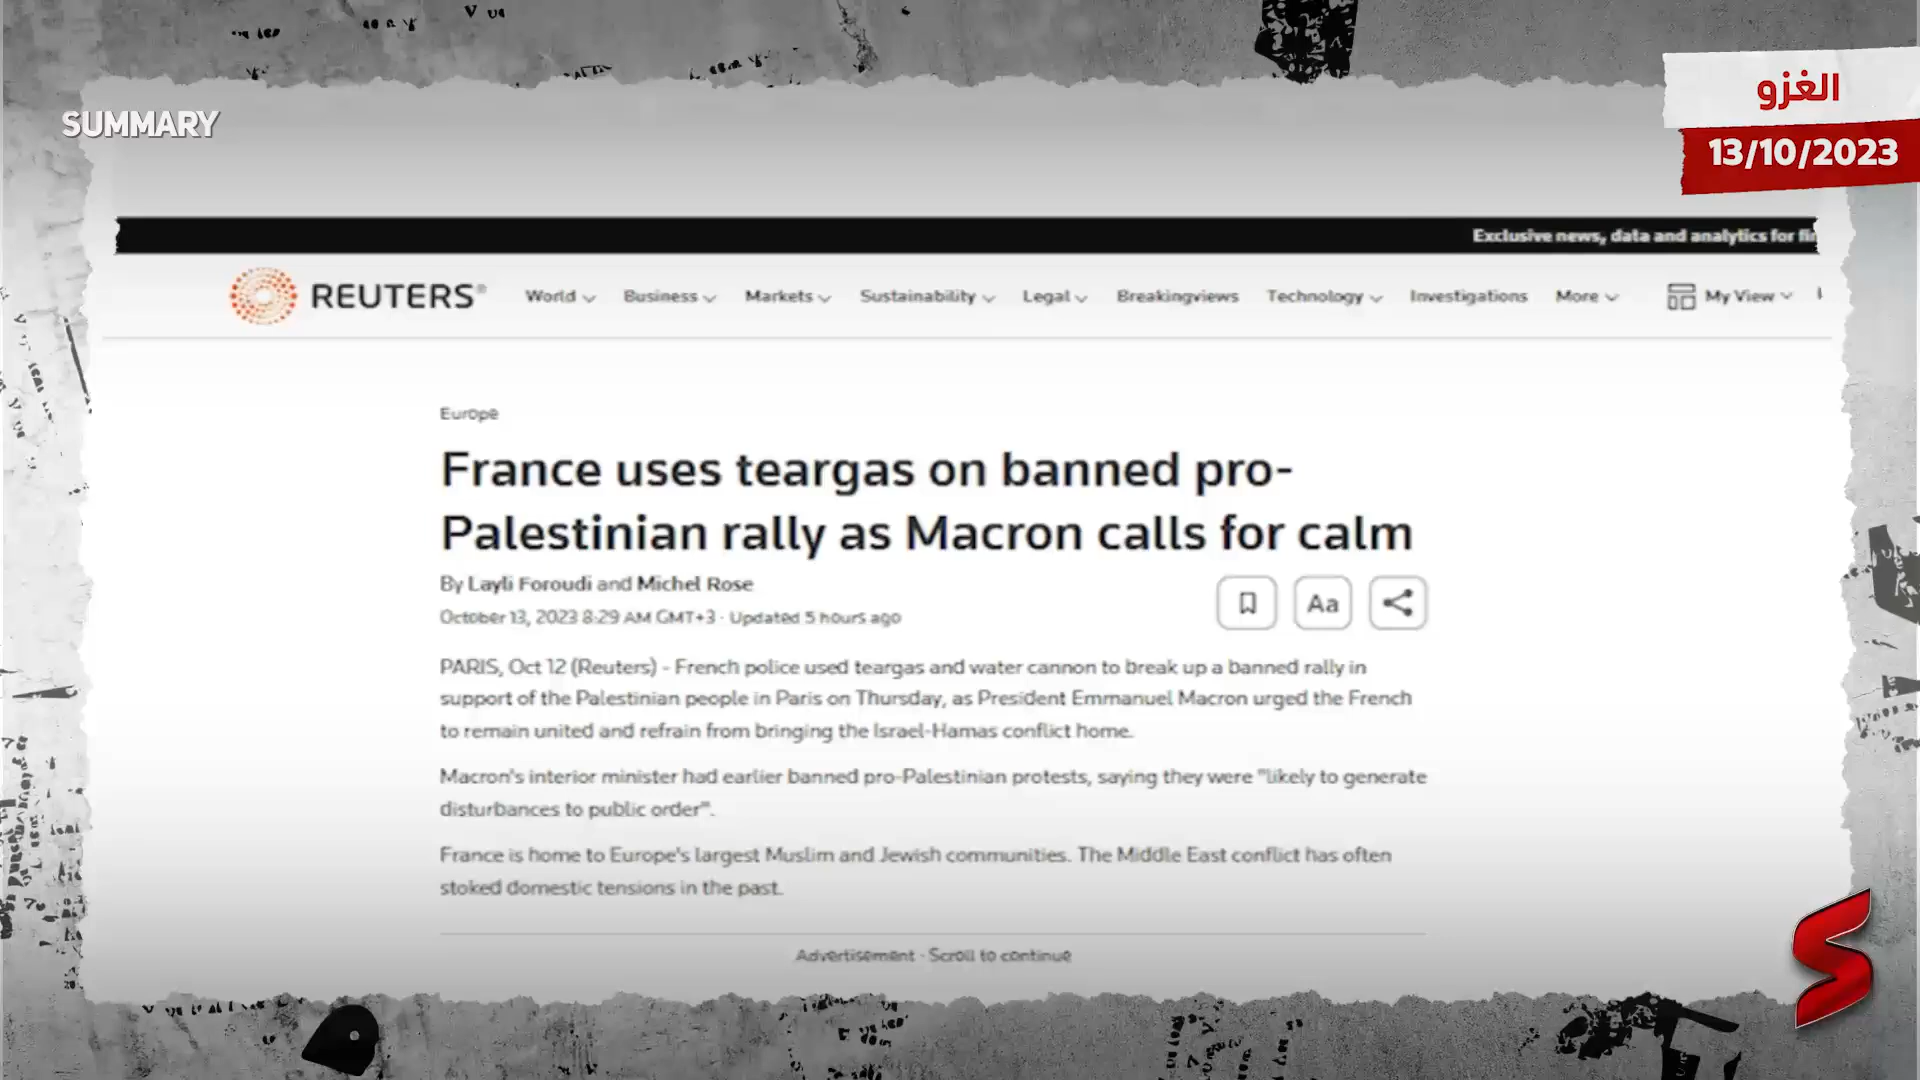 SUMMARY
الغزو
13/10/2023
Exclusive news, data and analytics for
REUTERS
World
Business
Markets
Sustainability
Legal
Breakingviews
Technology
Investigations
More
My View
Europe
France uses teargas on banned pro-
Palestinian rally as Macron calls for calm
By Layli Foroudi and Michel Rose
October 13, 2023 8:29 AM GMT+3 · Updated 5 hours ago
Aa
PARIS, Oct 12 (Reuters) - French police used teargas and water cannon to break up a banned rally in
support of the Palestinian people in Paris on Thursday, as President Emmanuel Macron urged the French
to remain united and refrain from bringing the Israel-Hamas conflict home.
Macron's interior minister had earlier banned pro-Palestinian protests, saying they were "likely to generate
disturbances to public order".
France is home to Europe's largest Muslim and Jewish communities. The Middle East conflict has often
stoked domestic tensions in the past.
Advertisement · Scroll to continue